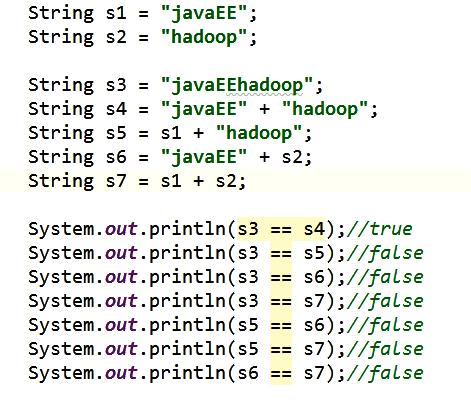 String s1 = "javaEE";
String s2 = "hadoop";
String s3 = "javaEEhadoop";
String s4 = "javaEE" + "hadoop";
String s5 = s1 + "hadoop";
String s6 = "javaEE" + s2;
String s7 = s1 + s2;
System.out.println(s3 == s4);//true
System.out.println(s3 == s5);//false
System.out.println(s3 == s6);//false
System.out.println(s3 == s7);//false
System.out.println(s5 == s6);//false
System.out.println(s5 == s7);//false
System.out.println(s6 == s7);//false